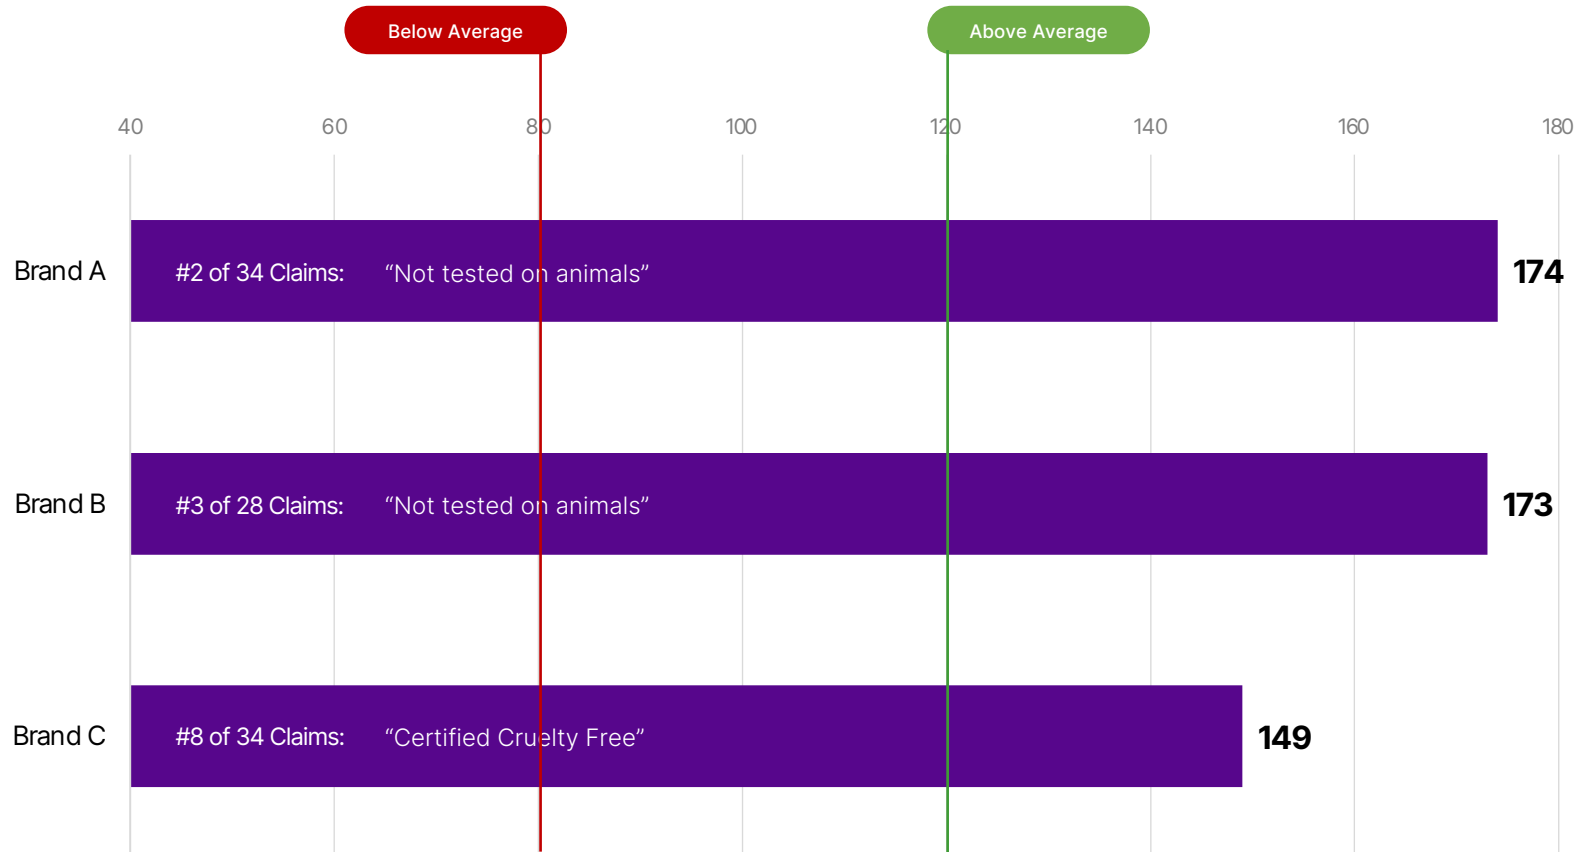 Below Average
Above Average
40 60 80 100 120 140 160 180
Brand A #2 of 34 Claims: “Not tested on animals” 174
Brand B #3 of 28 Claims: “Not tested on animals” 173
Brand C #8 of 34 Claims: “Certified Cruelty Free” 149